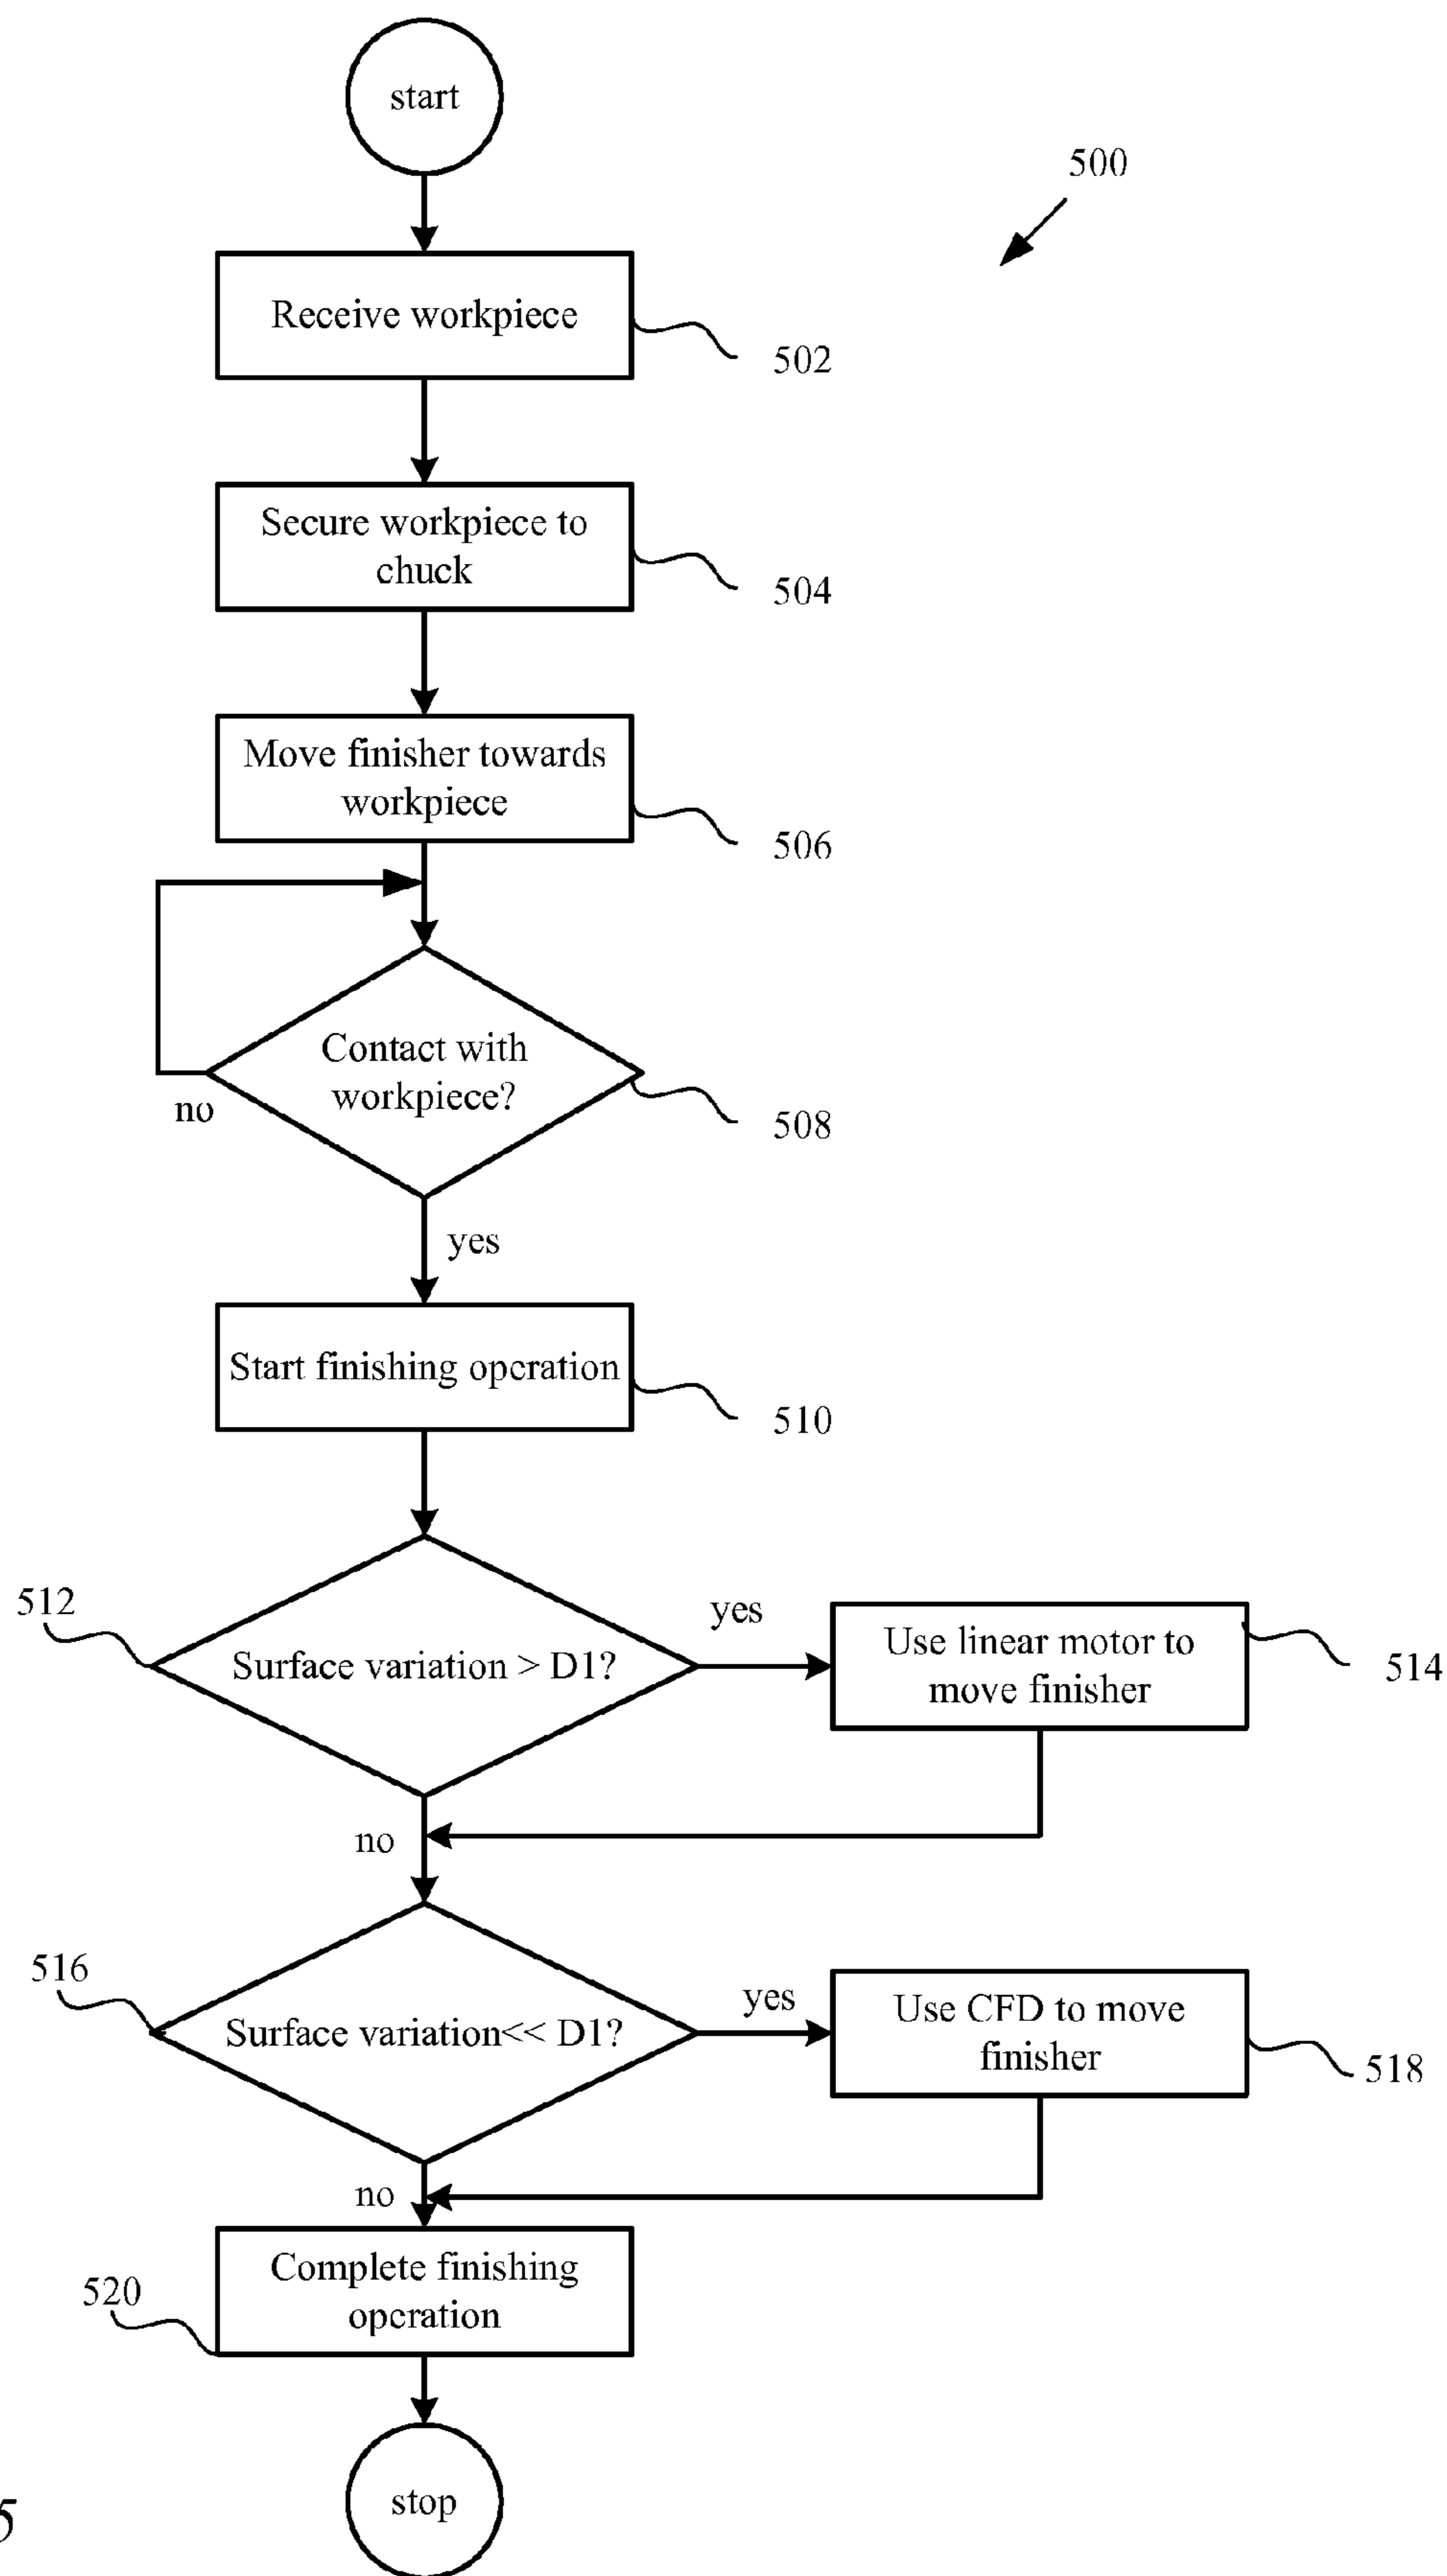 start
500
Receive workpiece
502
Secure workpiece to
chuck
504
Move finisher towards
workpiece
506
Contact with
workpiece?
no
508
yes
Start finishing operation
510
512
Surface variation > D1?
yes
Use linear motor to
move finisher
514
no
516
Surface variation<< D1?
yes
Use CFD to move
finisher
518
no
Complete finishing
operation
520
stop
5